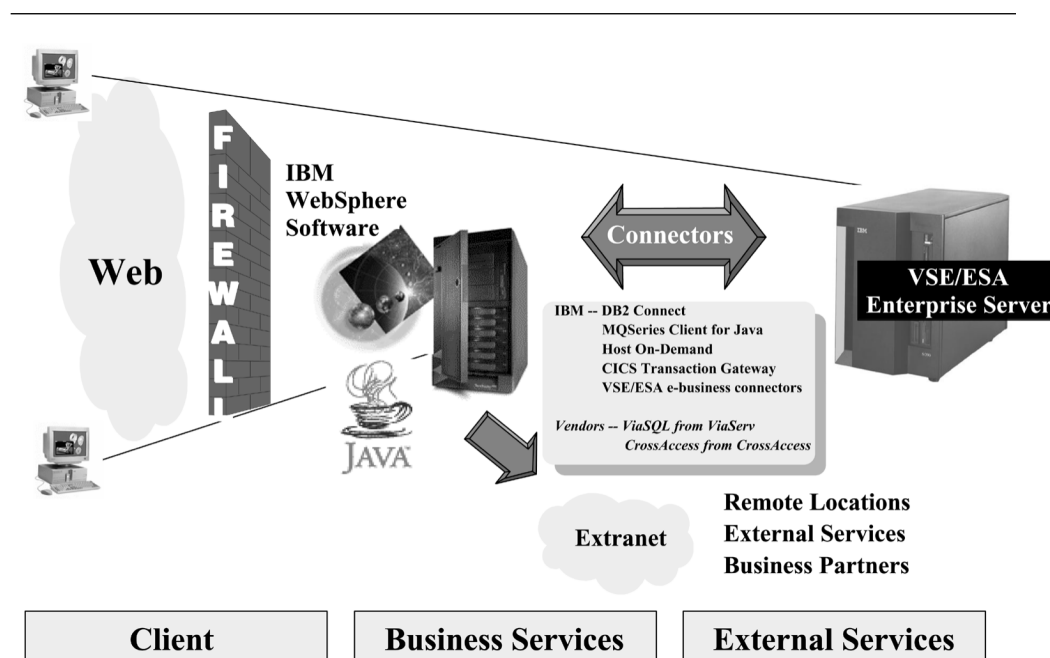 FIREWALL
IBM
WebSphere
Software
Web
Connectors
IBM
VSE/ESA
Enterprise Server
IBM -- DB2 Connect
MQSeries Client for Java
Host On-Demand
CICS Transaction Gateway
VSE/ESA e-business connectors
Vendors -- ViaSQL from ViaServ
CrossAccess from CrossAccess
JAVA
Extranet
Remote Locations
External Services
Business Partners
Client
Business Services
External Services